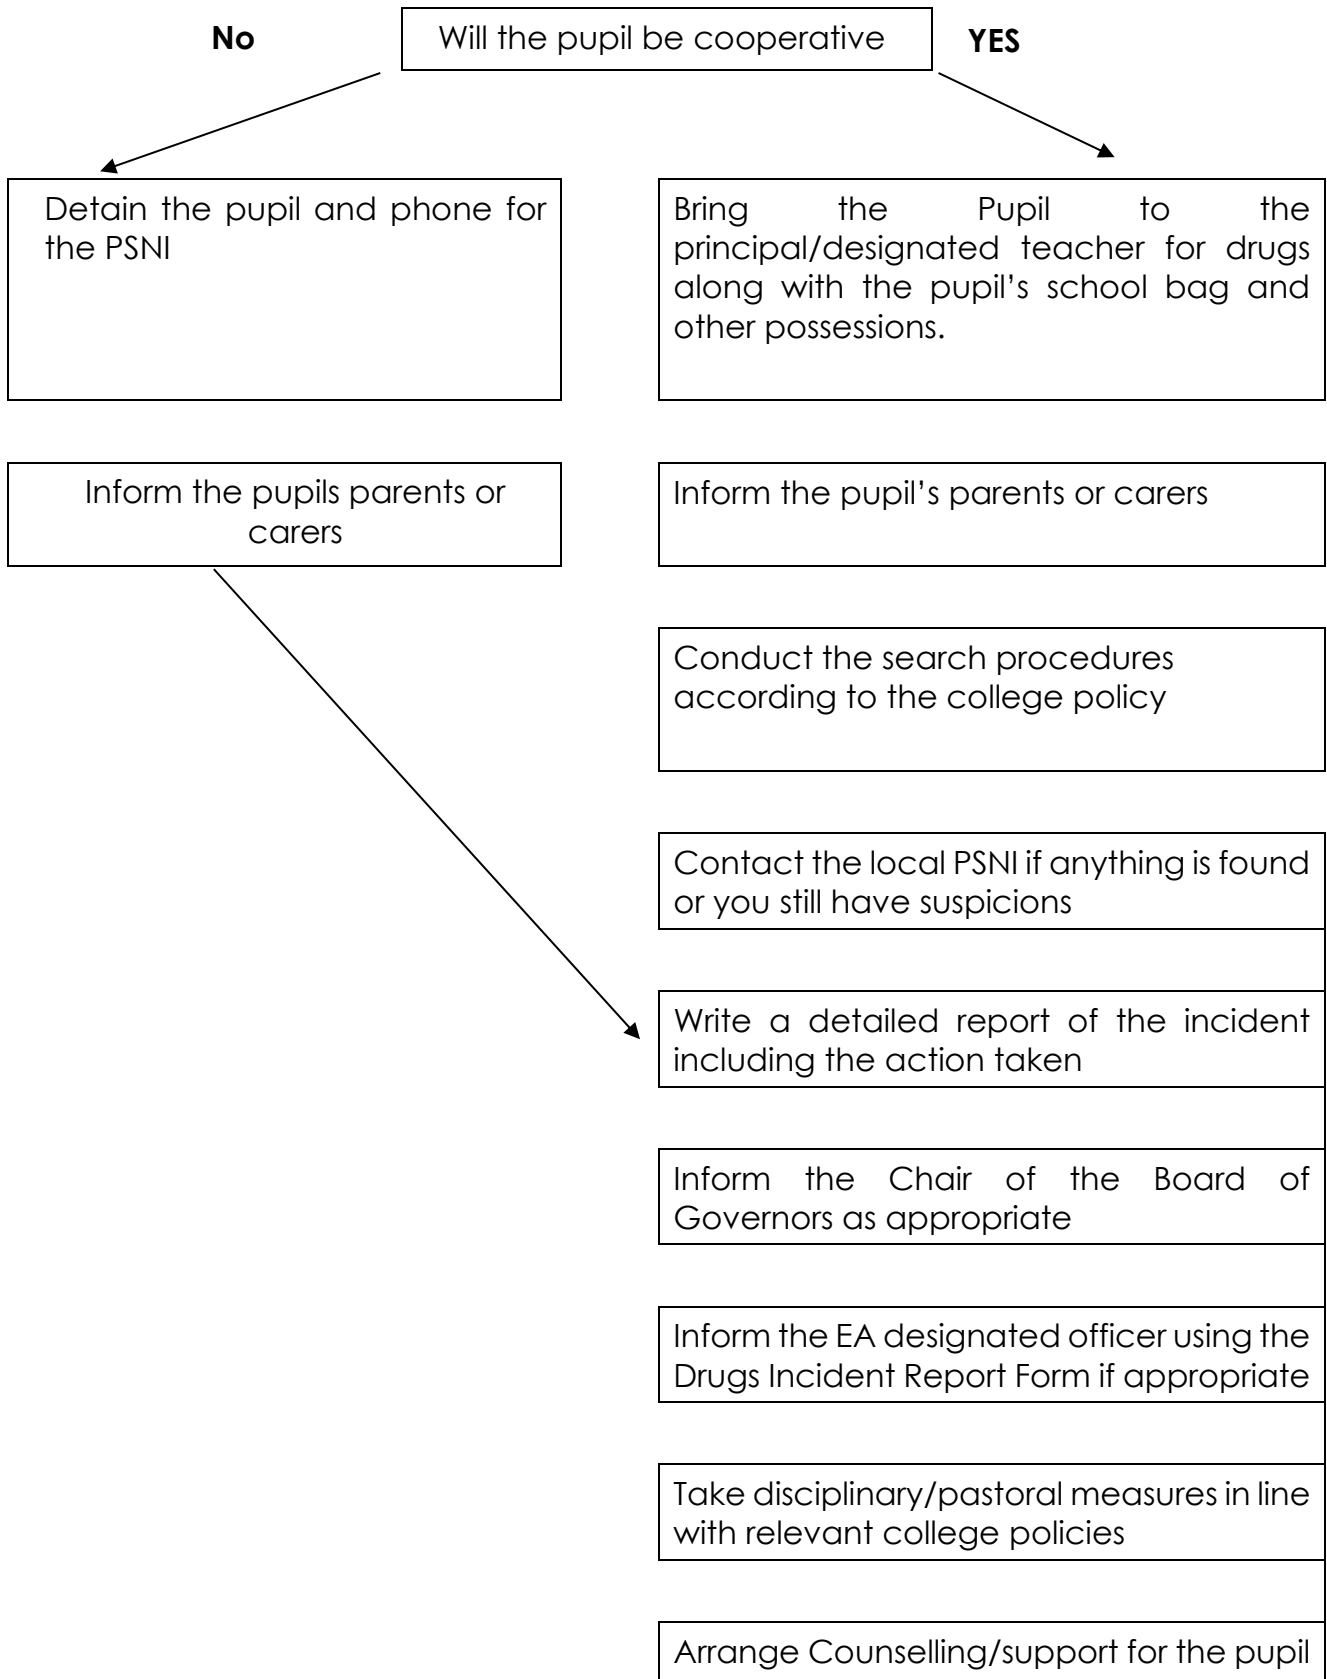 No
Will the pupil be cooperative
YES
Detain the pupil and phone for
the PSNI
Bring the Pupil to the
principal/designated teacher for drugs
along with the pupil’s school bag and
other possessions.
Inform the pupils parents or
carers
Inform the pupil’s parents or carers
Conduct the search procedures
according to the college policy
Contact the local PSNI if anything is found
or you still have suspicions
Write a detailed report of the incident
including the action taken
Inform the Chair of the Board of
Governors as appropriate
Inform the EA designated officer using the
Drugs Incident Report Form if appropriate
Take disciplinary/pastoral measures in line
with relevant college policies
Arrange Counselling/support for the pupil